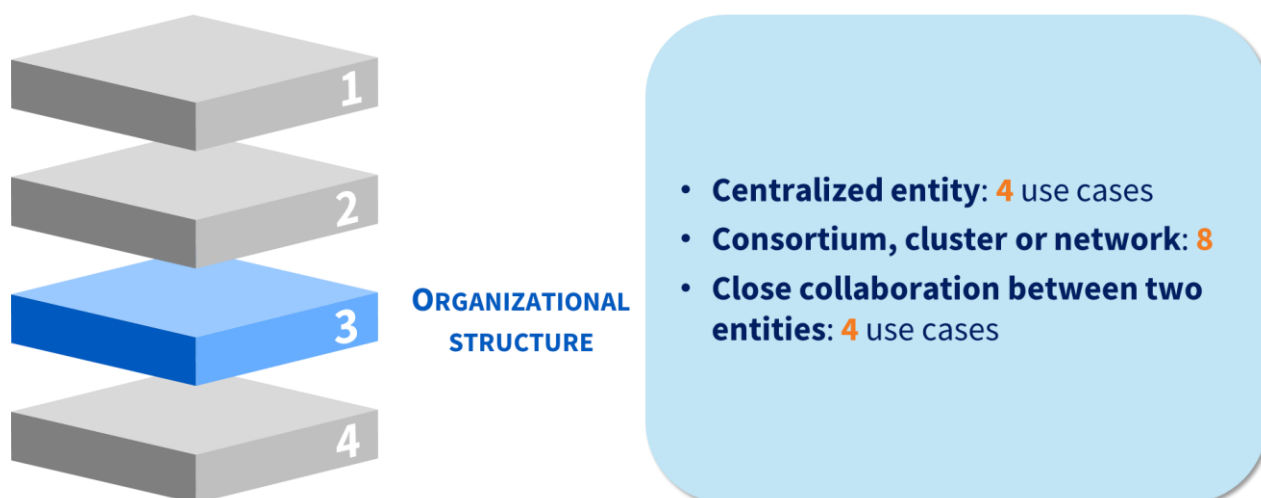 1
2
3
4
ORGANIZATIONAL
STRUCTURE
• Centralized entity: 4 use cases
• Consortium, cluster or network: 8
• Close collaboration between two
entities: 4 use cases